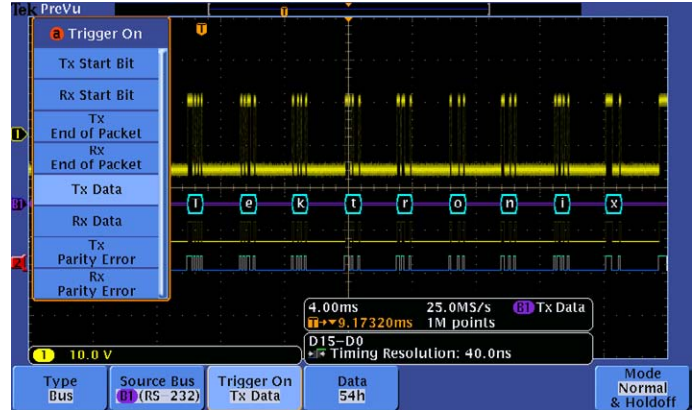 Tek PreVu
T
a Trigger On
T
Tx Start Bit
Rx Start Bit
Tx
End of Packet
Rx
End of Packet
Tx Data
Rx Data
Tx
Parity Error
Rx
Parity Error
1
B1
T e k t r o n i x
2
4.00ms 25.0MS/s B1 Tx Data
T→▼9.17320ms 1M points
D15–D0
Timing Resolution: 40.0ns
1 10.0 V
Type
Bus
Source Bus
B1 (RS-232)
Trigger On
Tx Data
Data
54h
Mode
Normal
& Holdoff